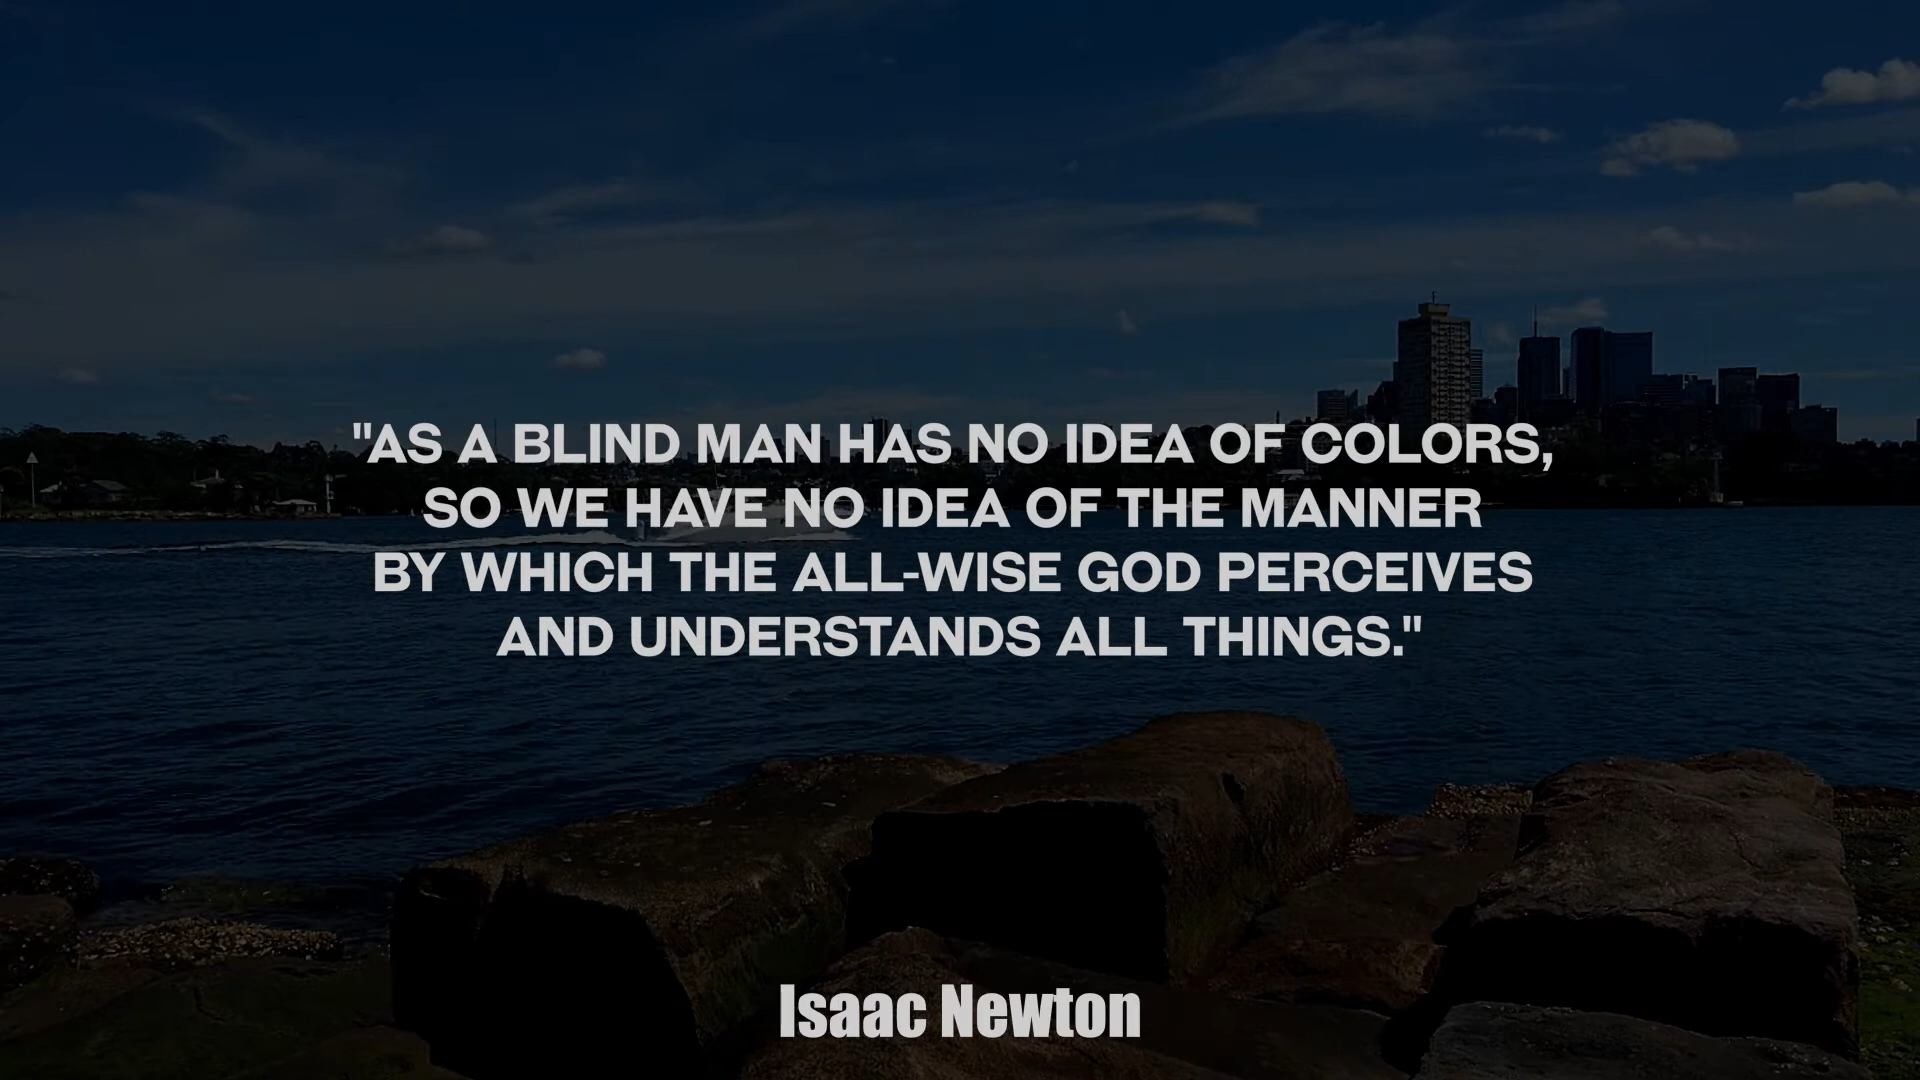 "AS A BLIND MAN HAS NO IDEA OF COLORS,
SO WE HAVE NO IDEA OF THE MANNER
BY WHICH THE ALL-WISE GOD PERCEIVES
AND UNDERSTANDS ALL THINGS."
Isaac Newton